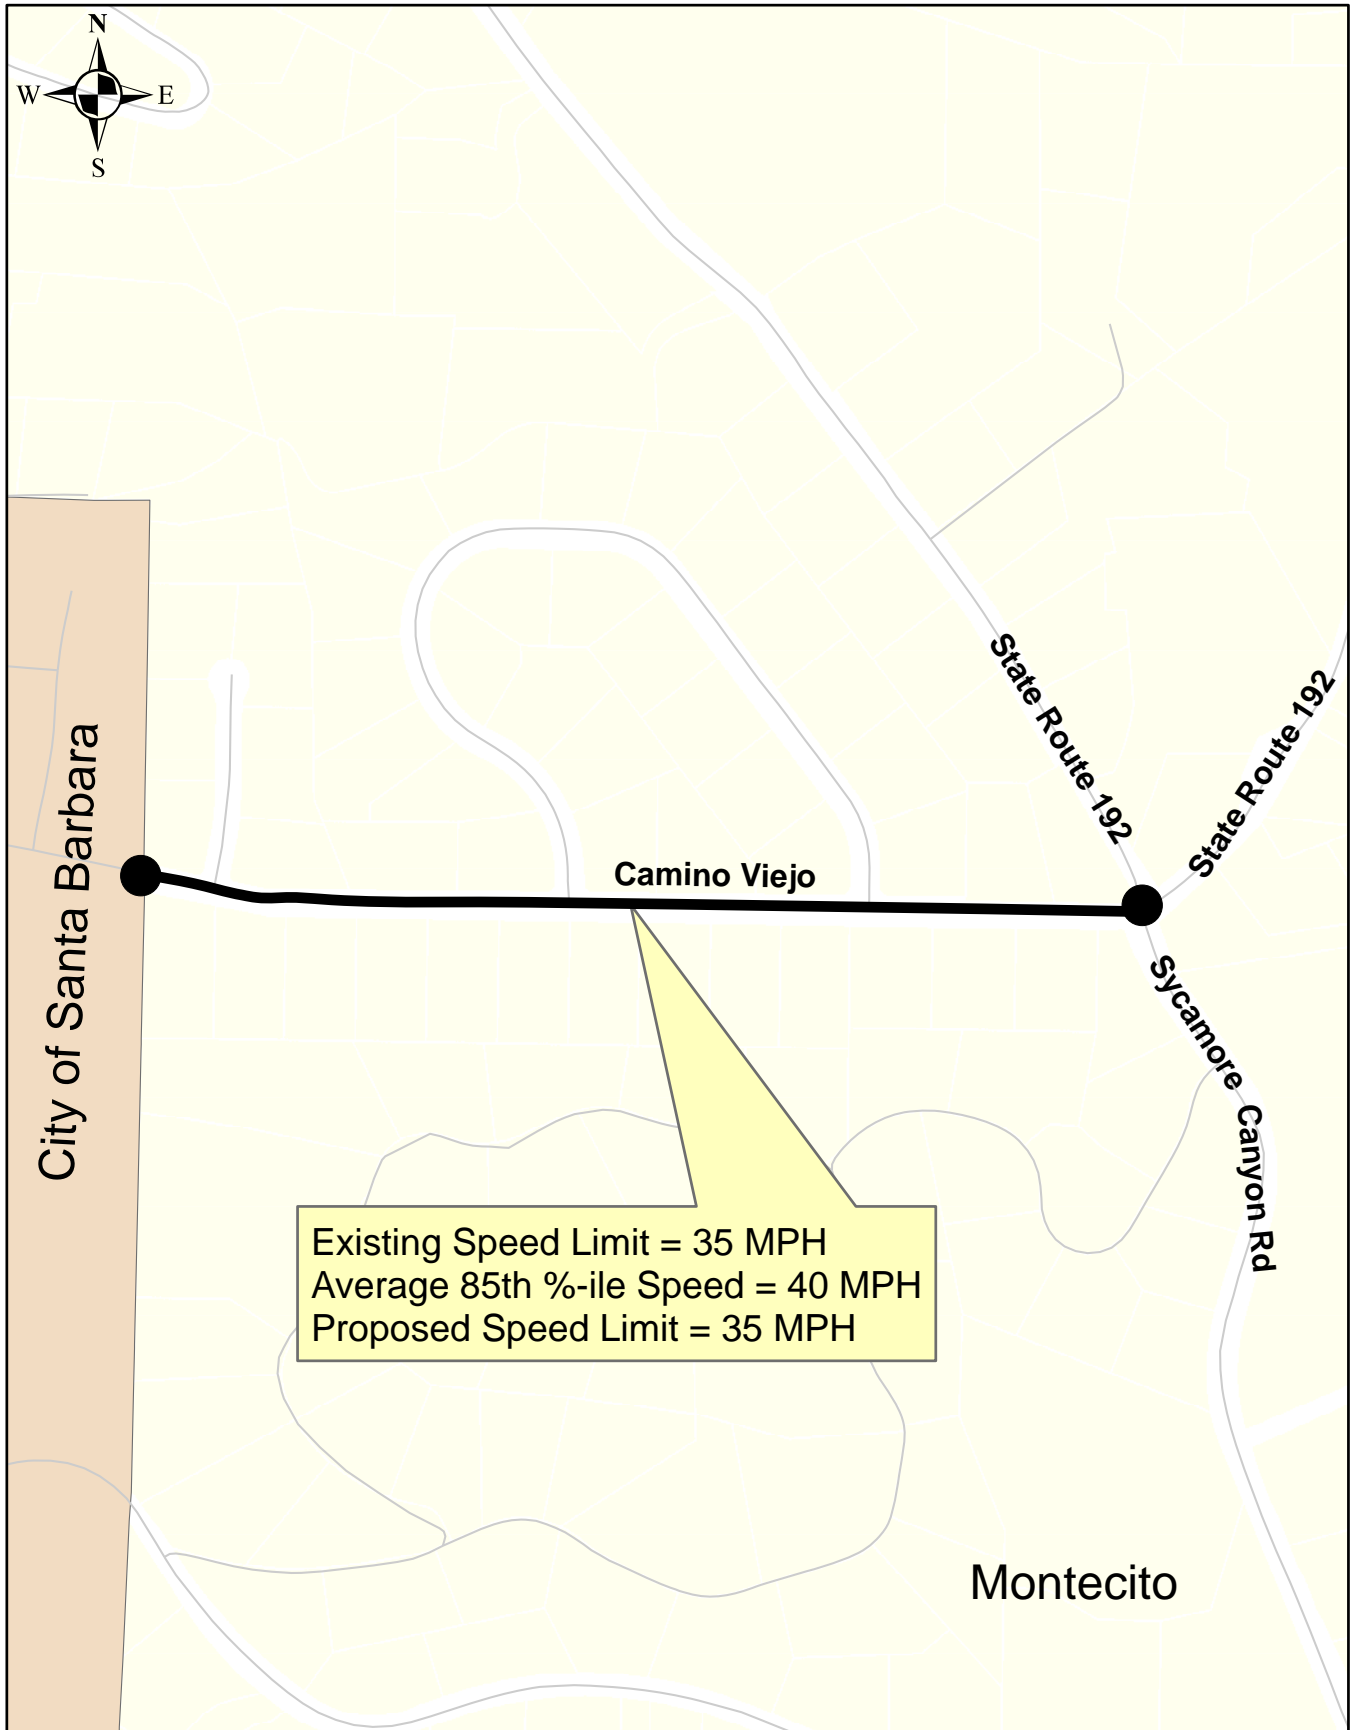 N
W
E
S
State Route 192
State Route 192
City of Santa Barbara
Camino Viejo
Sycamore Canyon Rd
Existing Speed Limit = 35 MPH
Average 85th %-ile Speed = 40 MPH
Proposed Speed Limit = 35 MPH
Montecito